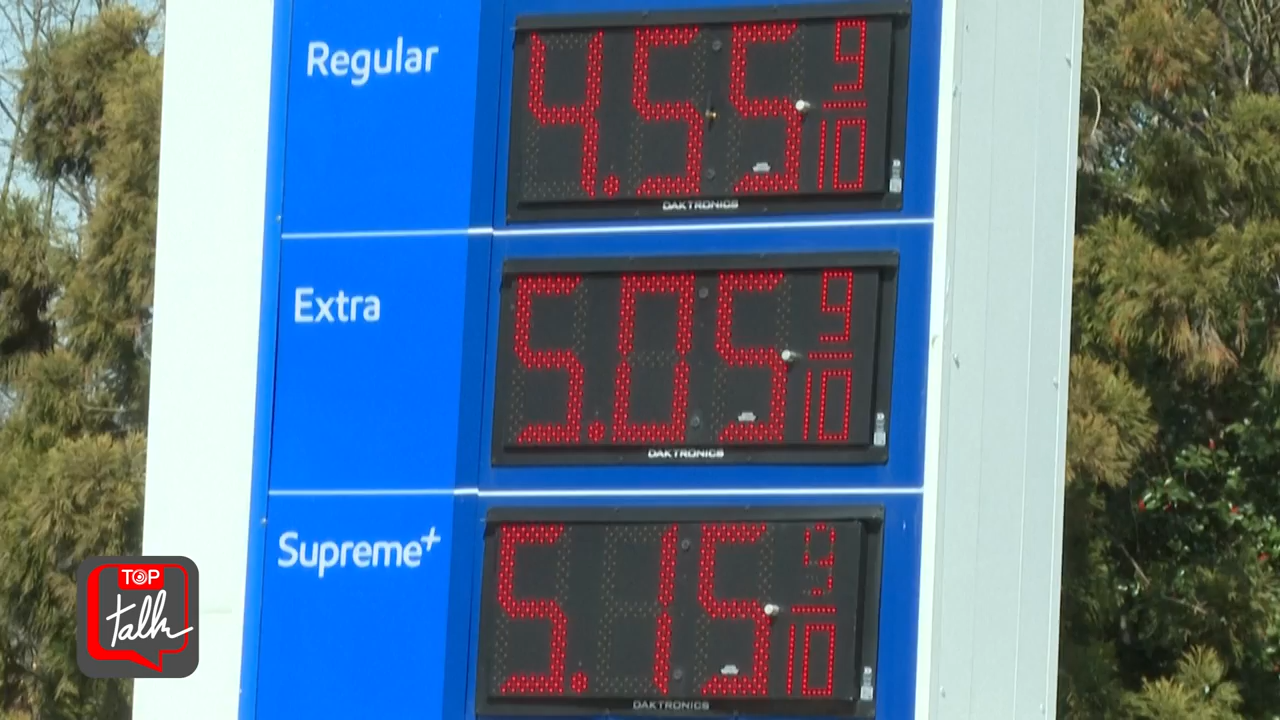 Regular
4.55 9/10
DAKTRONICS
Extra
5.05 9/10
DAKTRONICS
Supreme+
5.15 9/10
DAKTRONICS
TOP
Talk